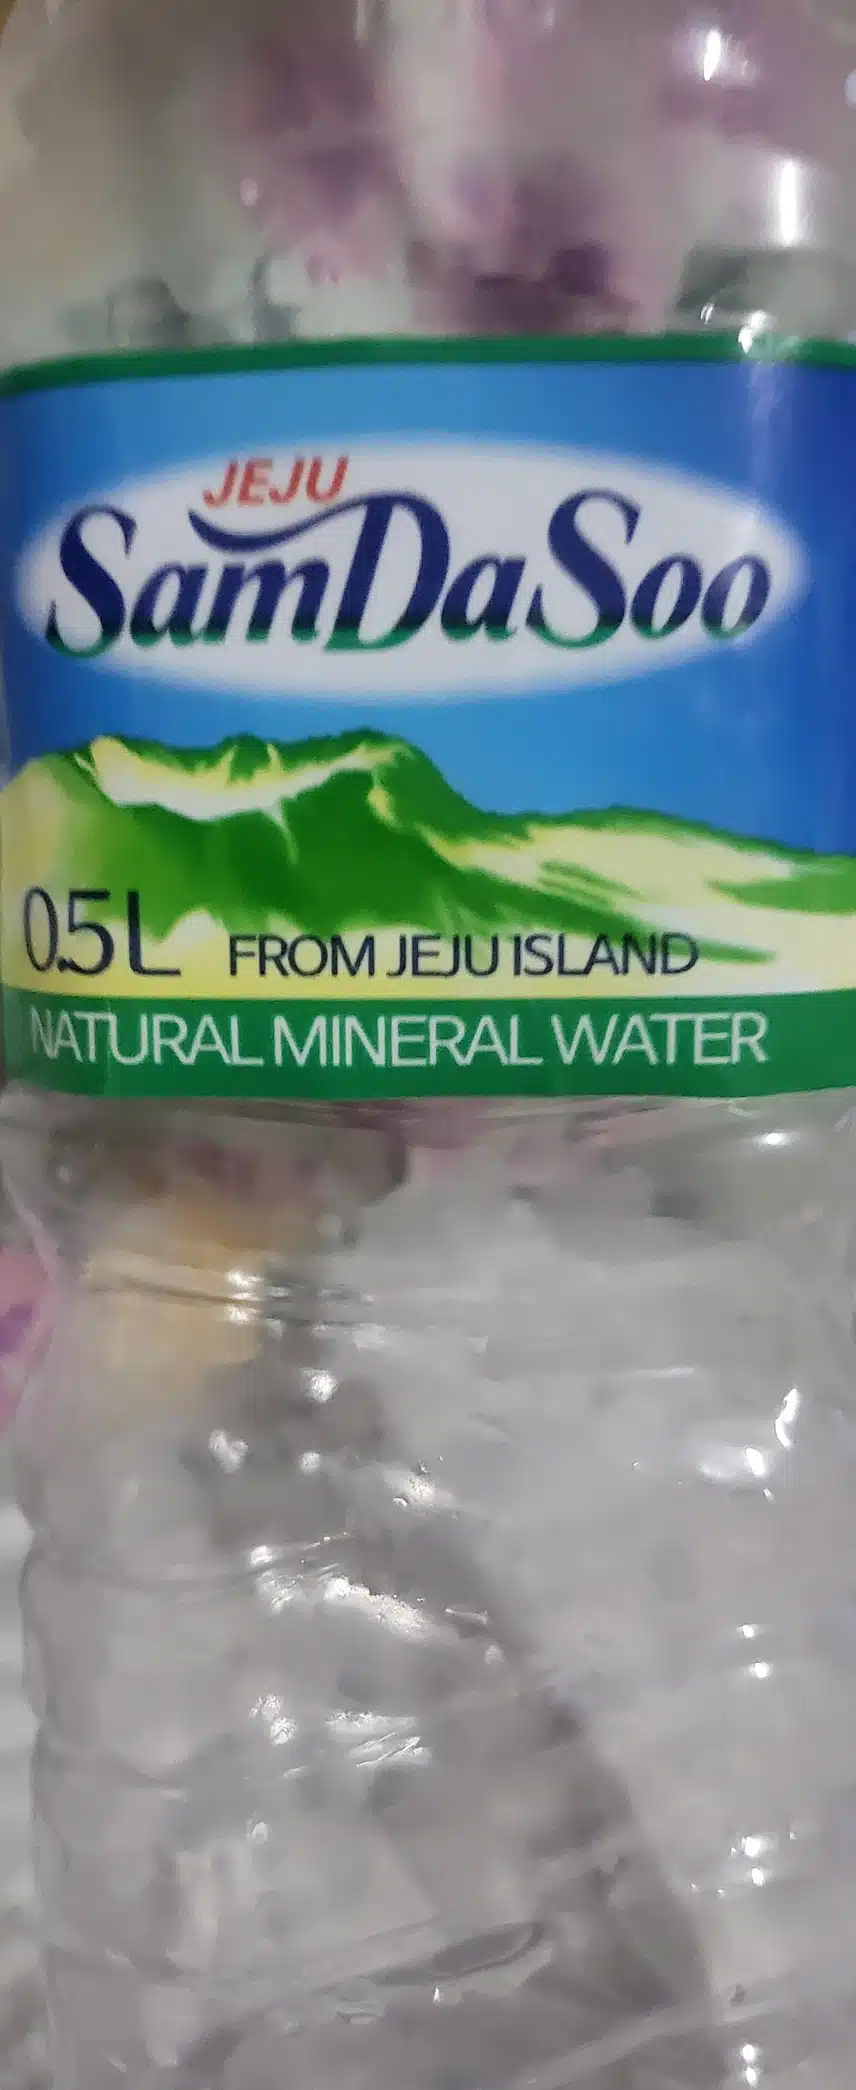 JEJU
SamDaSoo
0.5L FROM JEJU ISLAND
NATURAL MINERAL WATER